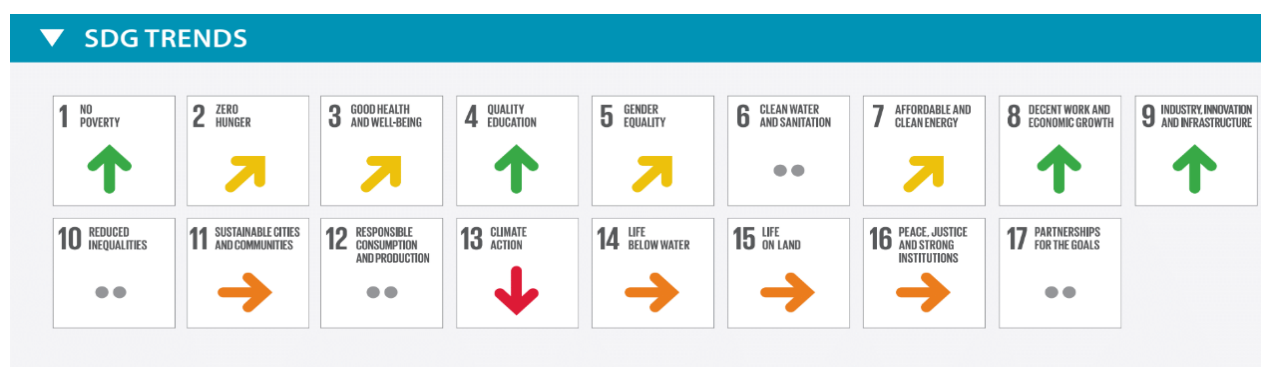 SDG TRENDS
1 NO
POVERTY
2 ZERO
HUNGER
3 GOOD HEALTH
AND WELL-BEING
4 QUALITY
EDUCATION
5 GENDER
EQUALITY
6 CLEAN WATER
AND SANITATION
7 AFFORDABLE AND
CLEAN ENERGY
8 DECENT WORK AND
ECONOMIC GROWTH
9 INDUSTRY, INNOVATION
AND INFRASTRUCTURE
10 REDUCED
INEQUALITIES
11 SUSTAINABLE CITIES
AND COMMUNITIES
12 RESPONSIBLE
CONSUMPTION
AND PRODUCTION
13 CLIMATE
ACTION
14 LIFE
BELOW WATER
15 LIFE
ON LAND
16 PEACE, JUSTICE
AND STRONG
INSTITUTIONS
17 PARTNERSHIPS
FOR THE GOALS